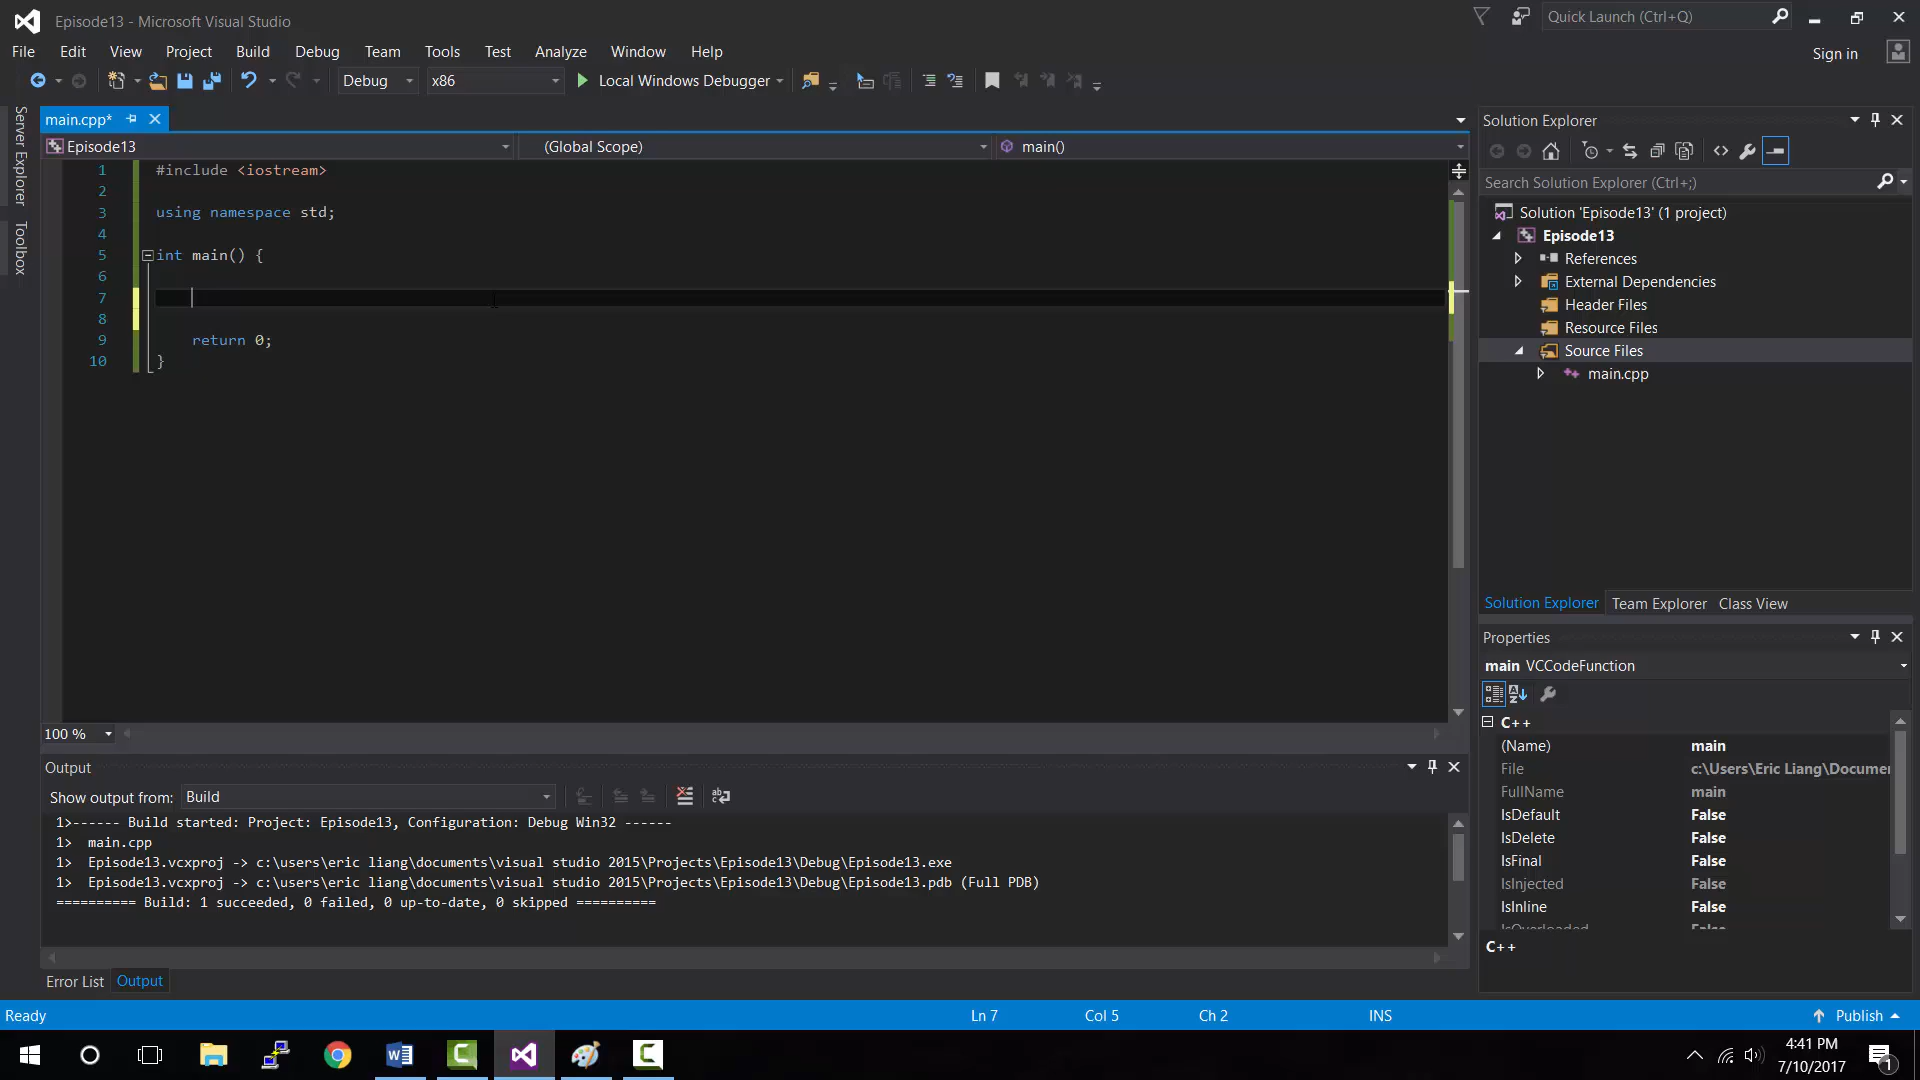 Episode13 - Microsoft Visual Studio
Quick Launch (Ctrl+Q)
File Edit View Project Build Debug Team Tools Test Analyze Window Help
Sign in
Debug x86 Local Windows Debugger
Server Explorer
Toolbox
main.cpp*
Episode13 (Global Scope) main()
1 #include <iostream>
2
3 using namespace std;
4
5 int main() {
6
7
8
9 return 0;
10 }
100 %
Output
Show output from: Build
1>------ Build started: Project: Episode13, Configuration: Debug Win32 ------
1> main.cpp
1> Episode13.vcxproj -> c:\users\eric liang\documents\visual studio 2015\Projects\Episode13\Debug\Episode13.exe
1> Episode13.vcxproj -> c:\users\eric liang\documents\visual studio 2015\Projects\Episode13\Debug\Episode13.pdb (Full PDB)
========== Build: 1 succeeded, 0 failed, 0 up-to-date, 0 skipped ==========
Error List Output
Solution Explorer
Search Solution Explorer (Ctrl+;)
Solution 'Episode13' (1 project)
Episode13
References
External Dependencies
Header Files
Resource Files
Source Files
main.cpp
Solution Explorer Team Explorer Class View
Properties
main VCCodeFunction
C++
(Name) main
File c:\Users\Eric Liang\Documen
FullName main
IsDefault False
IsDelete False
IsFinal False
IsInjected False
IsInline False
IsOverloaded False
C++
Ready Ln 7 Col 5 Ch 2 INS Publish
4:41 PM
7/10/2017
1